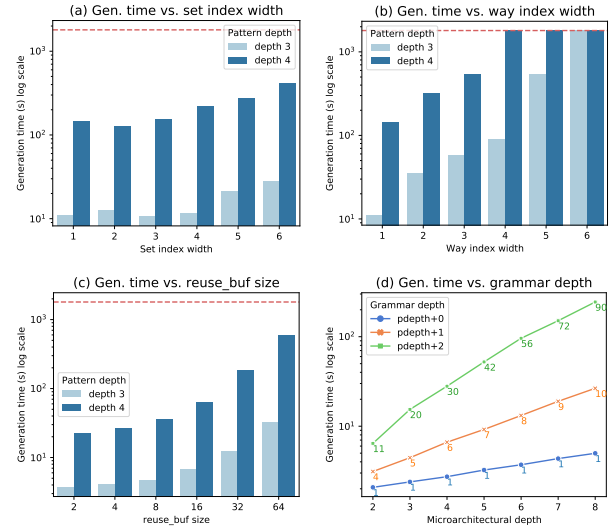 (a) Gen. time vs. set index width
Generation time (s) log scale
10³
10²
10¹
Pattern depth
depth 3
depth 4
1 2 3 4 5 6
Set index width
(b) Gen. time vs. way index width
Generation time (s) log scale
10³
10²
10¹
Pattern depth
depth 3
depth 4
1 2 3 4 5 6
Way index width
(c) Gen. time vs. reuse_buf size
Generation time (s) log scale
10³
10²
10¹
Pattern depth
depth 3
depth 4
2 4 8 16 32 64
reuse_buf size
(d) Gen. time vs. grammar depth
Generation time (s) log scale
10²
10¹
Grammar depth
pdepth+0
pdepth+1
pdepth+2
11 20 30 42 56 72 90
4 5 6 7 8 9 10
1 1 1 1 1 1 1
2 3 4 5 6 7 8
Microarchitectural depth